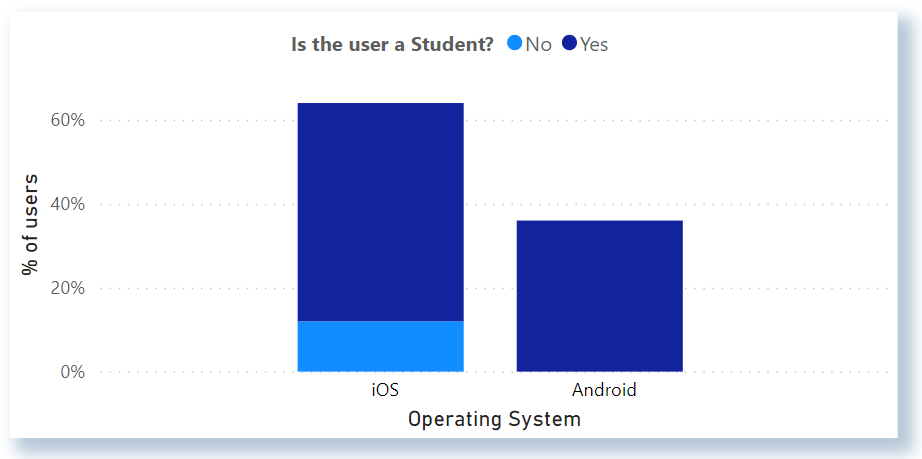 Is the user a Student? No Yes
60%
40%
20%
0%
% of users
iOS Android
Operating System